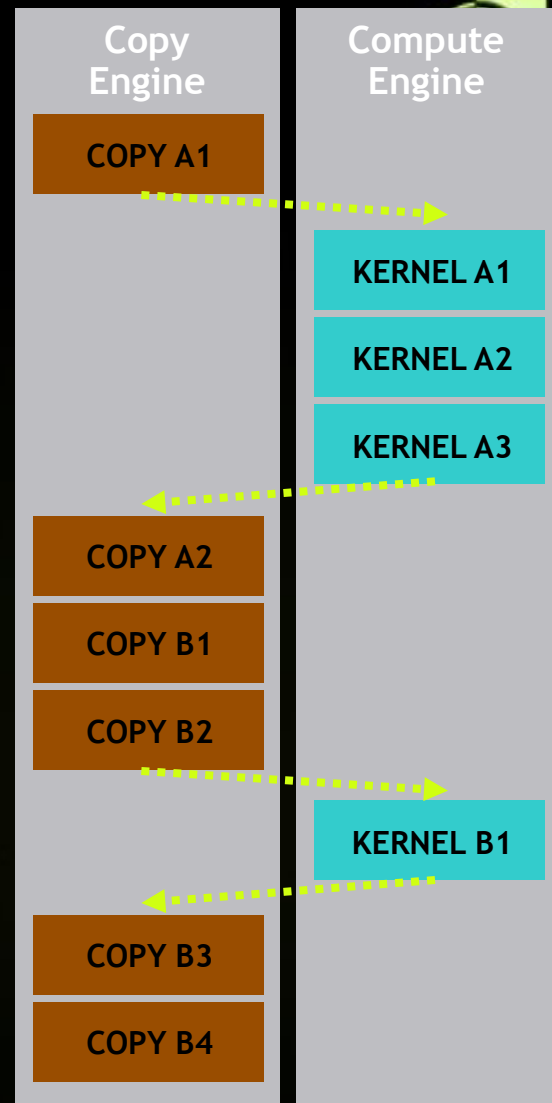 Copy
Engine
Compute
Engine
COPY A1
KERNEL A1
KERNEL A2
KERNEL A3
COPY A2
COPY B1
COPY B2
KERNEL B1
COPY B3
COPY B4